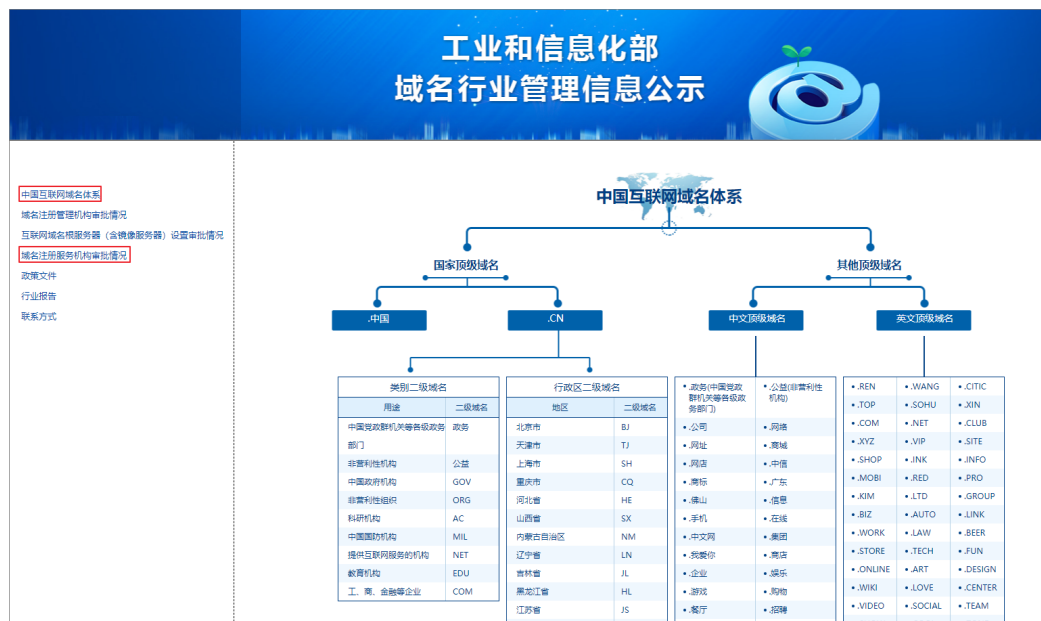 工业和信息化部
域名行业管理信息公示
中国互联网域名体系
域名注册管理机构审批情况
互联网域名根服务器（含镜像服务器）设置审批情况
域名注册服务机构审批情况
政策文件
行业报告
联系方式
中国互联网域名体系
国家顶级域名
其他顶级域名
.中国
.CN
中文顶级域名
英文顶级域名
类别二级域名
用途 二级域名
中国党政群机关等各级政务
部门 政务
非营利性机构 公益
中国政府机构 GOV
非营利性组织 ORG
科研机构 AC
中国国防机构 MIL
提供互联网服务的机构 NET
教育机构 EDU
工、商、金融等企业 COM
行政区二级域名
地区 二级域名
北京市 BJ
天津市 TJ
上海市 SH
重庆市 CQ
河北省 HE
山西省 SX
内蒙古自治区 NM
辽宁省 LN
吉林省 JL
黑龙江省 HL
江苏省 JS
• .政务(中国党政
群机关等各级政
务部门)
• .公益(非营利性
机构)
• .公司 • .网络
• .网址 • .商城
• .网店 • .中信
• .商标 • .广东
• .佛山 • .信息
• .手机 • .在线
• .中文网 • .集团
• .我爱你 • .商店
• .企业 • .娱乐
• .游戏 • .购物
• .餐厅 • .招聘
• .REN • .WANG • .CITIC
• .TOP • .SOHU • .XIN
• .COM • .NET • .CLUB
• .XYZ • .VIP • .SITE
• .SHOP • .INK • .INFO
• .MOBI • .RED • .PRO
• .KIM • .LTD • .GROUP
• .BIZ • .AUTO • .LINK
• .WORK • .LAW • .BEER
• .STORE • .TECH • .FUN
• .ONLINE • .ART • .DESIGN
• .WIKI • .LOVE • .CENTER
• .VIDEO • .SOCIAL • .TEAM